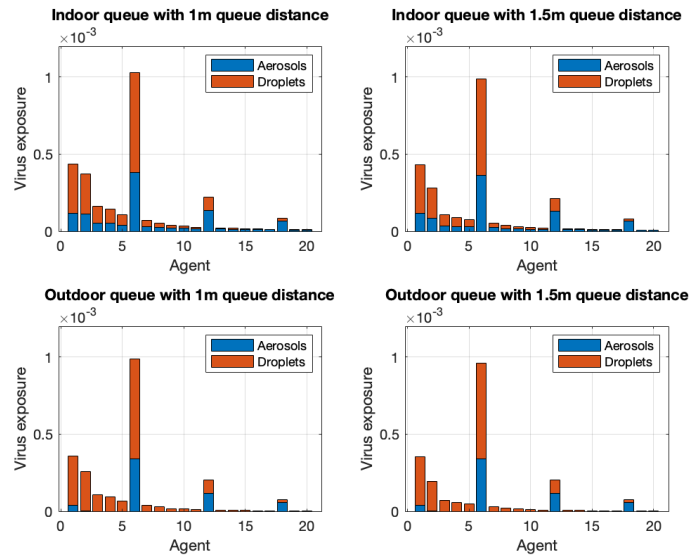 Indoor queue with 1m queue distance
×10⁻³
1
0.5
0
Virus exposure
Aerosols
Droplets
0 5 10 15 20
Agent
Indoor queue with 1.5m queue distance
×10⁻³
1
0.5
0
Virus exposure
Aerosols
Droplets
0 5 10 15 20
Agent
Outdoor queue with 1m queue distance
×10⁻³
1
0.5
0
Virus exposure
Aerosols
Droplets
0 5 10 15 20
Agent
Outdoor queue with 1.5m queue distance
×10⁻³
1
0.5
0
Virus exposure
Aerosols
Droplets
0 5 10 15 20
Agent